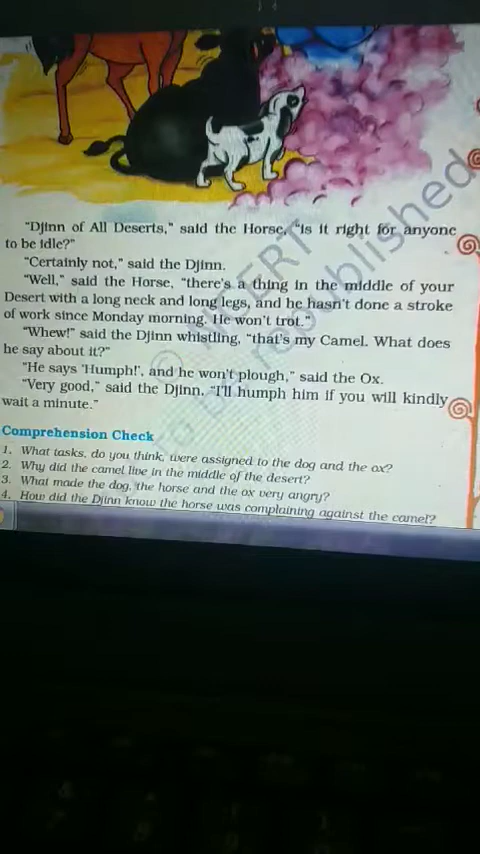 "Djinn of All Deserts," said the Horse, "is it right for anyone
to be idle?"
"Certainly not," said the Djinn.
"Well," said the Horse, "there's a thing in the middle of your
Desert with a long neck and long legs, and he hasn't done a stroke
of work since Monday morning. He won't trot."
"Whew!" said the Djinn whistling, "that's my Camel. What does
he say about it?"
"He says 'Humph!', and he won't plough," said the Ox.
"Very good," said the Djinn, "I'll humph him if you will kindly
wait a minute."
Comprehension Check
1. What tasks, do you think, were assigned to the dog and the ox?
2. Why did the camel live in the middle of the desert?
3. What made the dog, the horse and the ox very angry?
4. How did the Djinn know the horse was complaining against the camel?
© NCERT
be republished